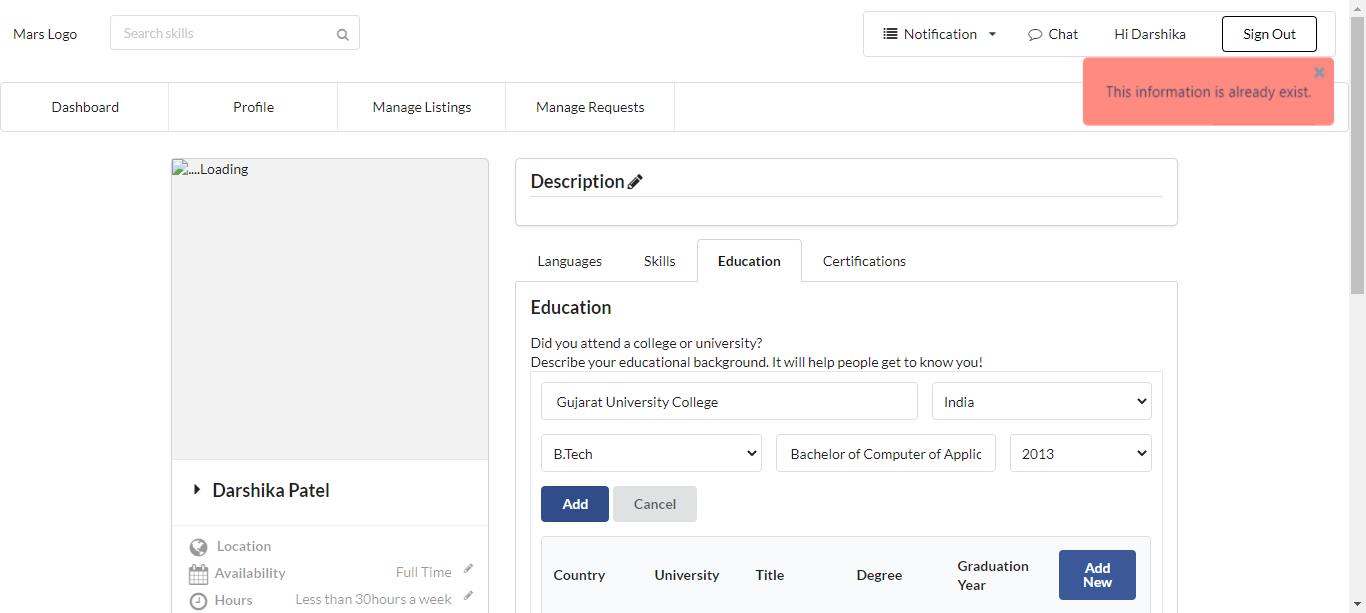 Mars Logo
Search skills
Notification
Chat
Hi Darshika
Sign Out
This information is already exist.
Dashboard
Profile
Manage Listings
Manage Requests
....Loading
Description
Languages
Skills
Education
Certifications
Education
Did you attend a college or university?
Describe your educational background. It will help people get to know you!
Gujarat University College
India
B.Tech
Bachelor of Computer of Applic
2013
Add
Cancel
Darshika Patel
Location
Availability
Full Time
Hours
Less than 30hours a week
Country
University
Title
Degree
Graduation
Year
Add
New